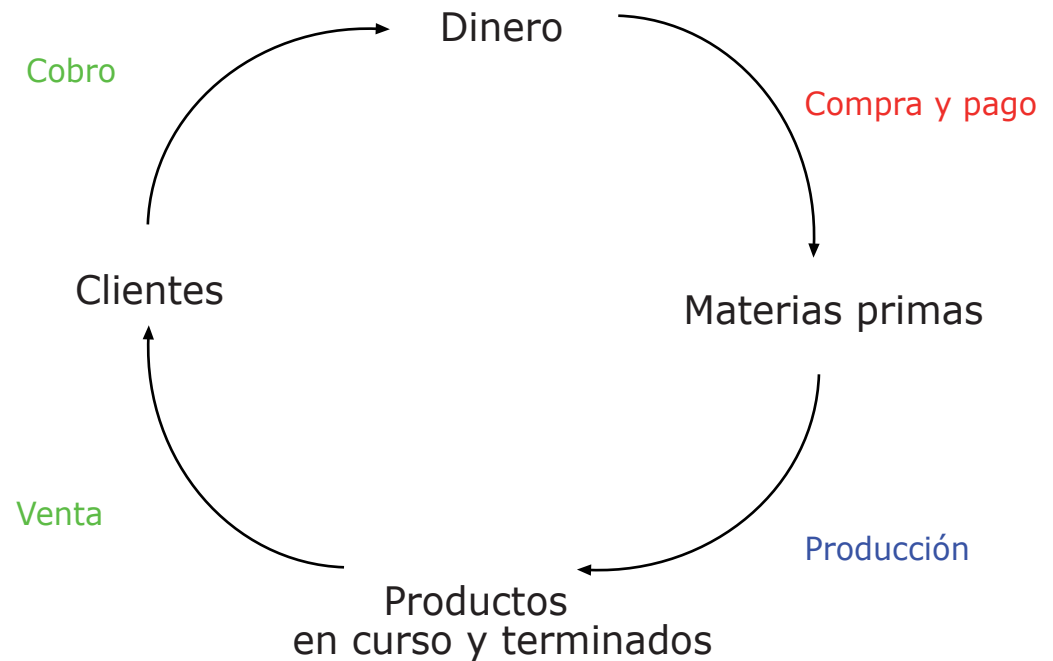 Dinero
Cobro
Compra y pago
Clientes
Materias primas
Venta
Producción
Productos
en curso y terminados